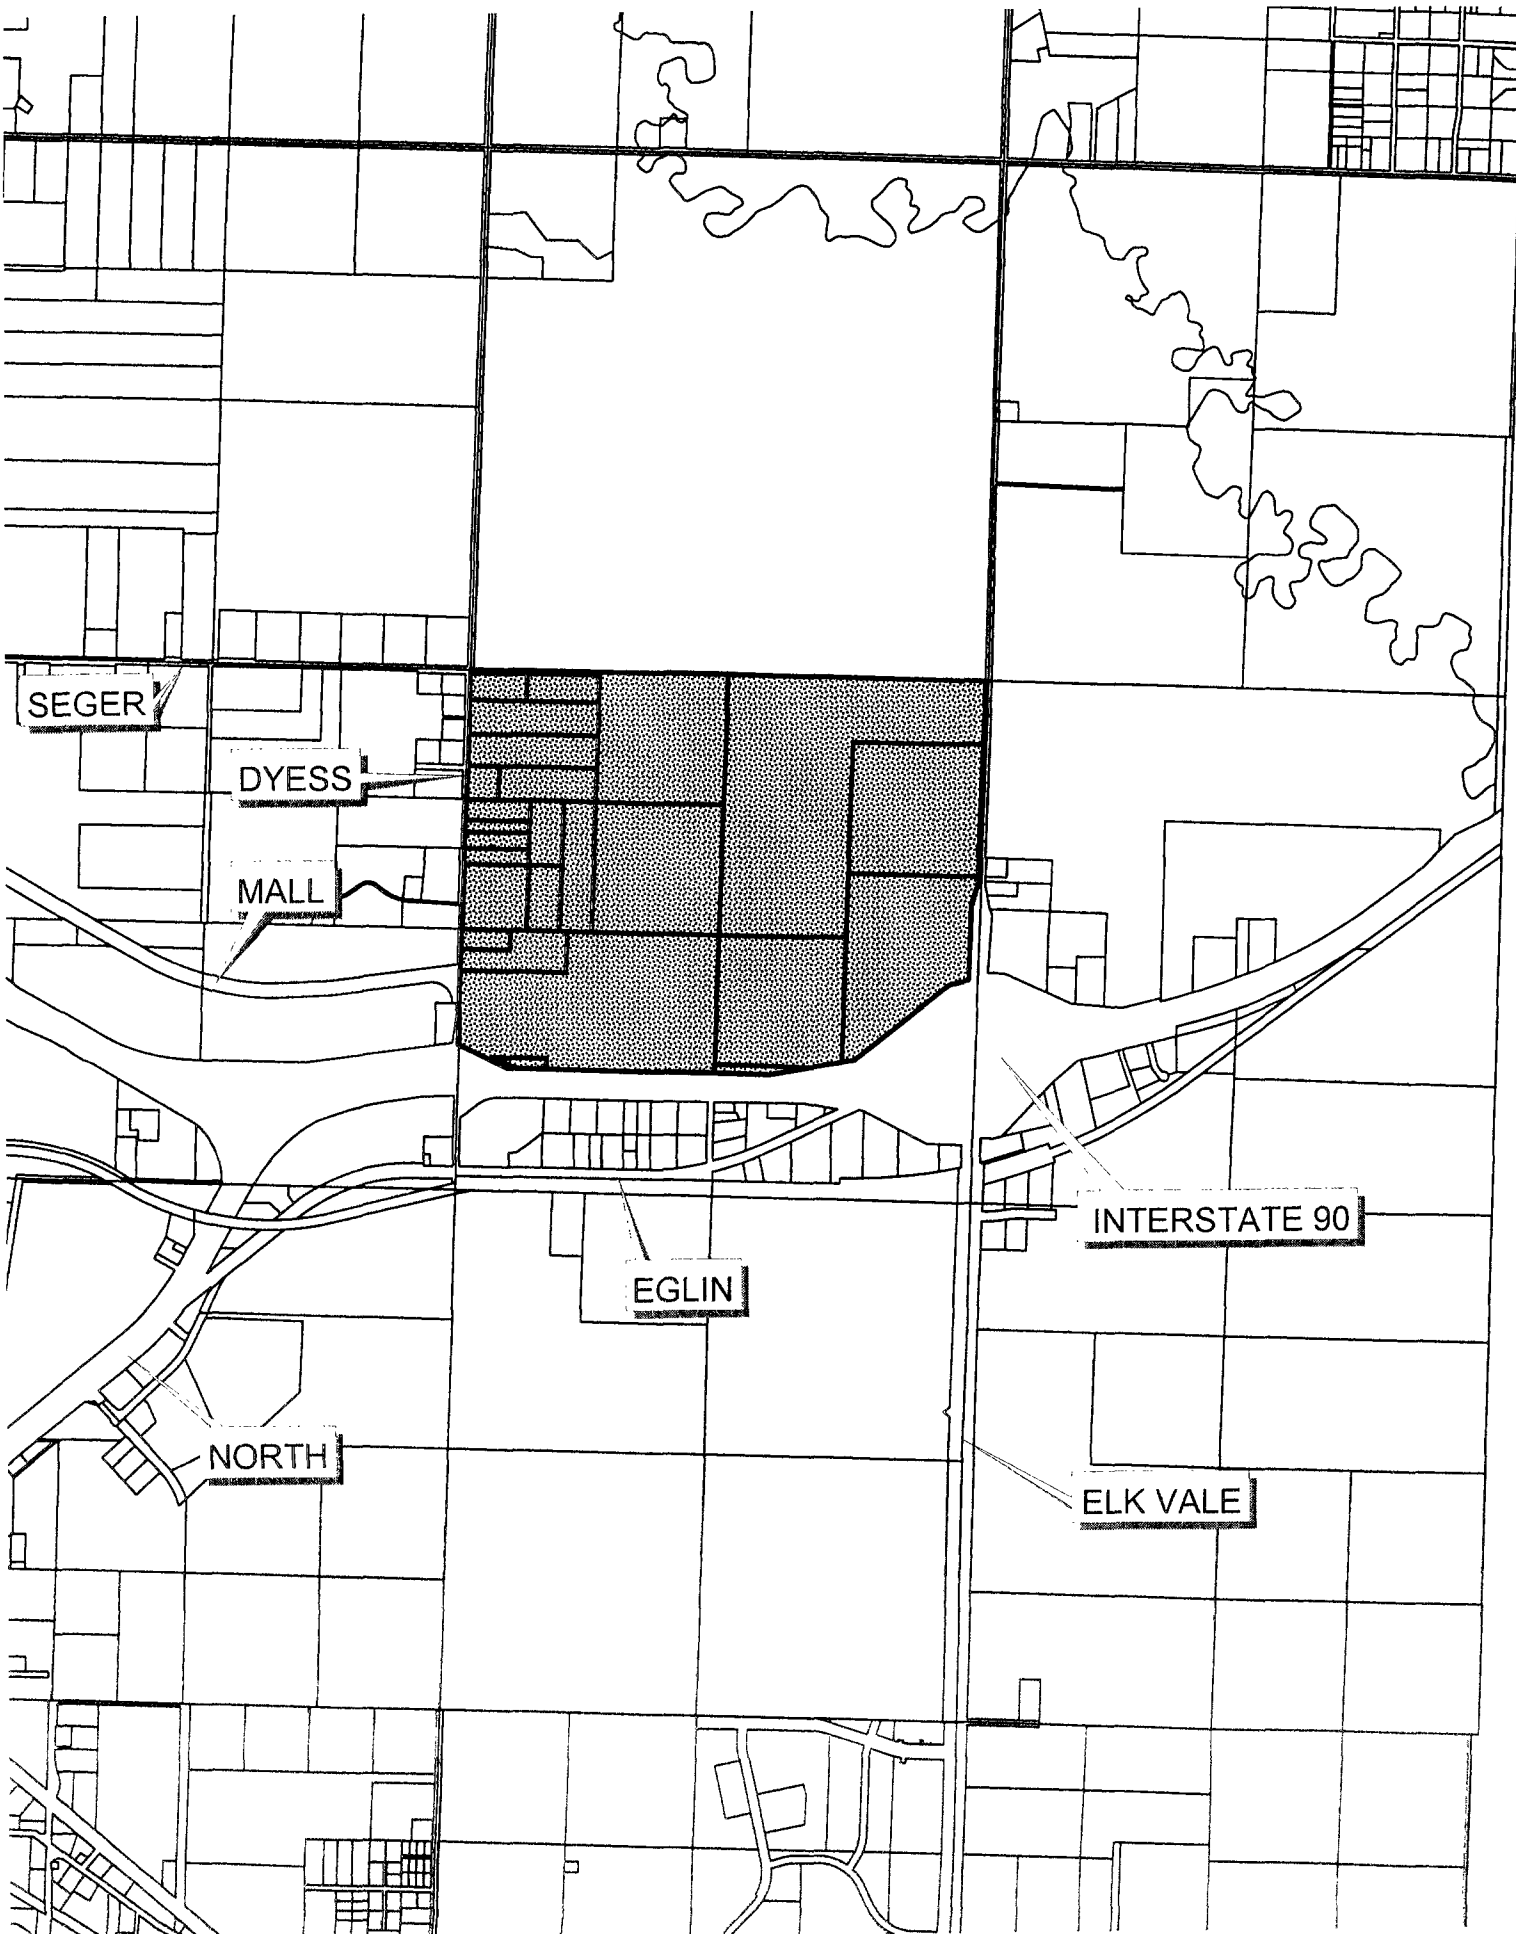 SEGER
DYESS
MALL
INTERSTATE 90
EGLIN
NORTH
ELK VALE